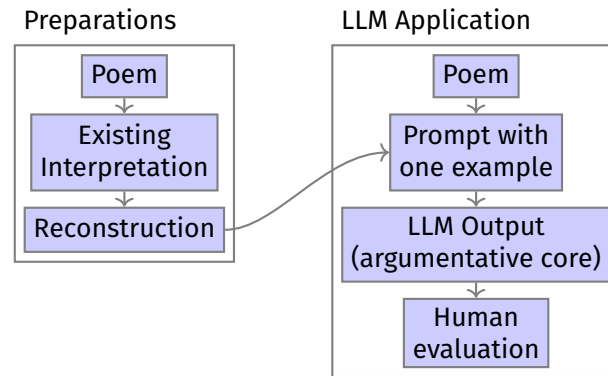 Preparations
Poem
Existing
Interpretation
Reconstruction
LLM Application
Poem
Prompt with
one example
LLM Output
(argumentative core)
Human
evaluation